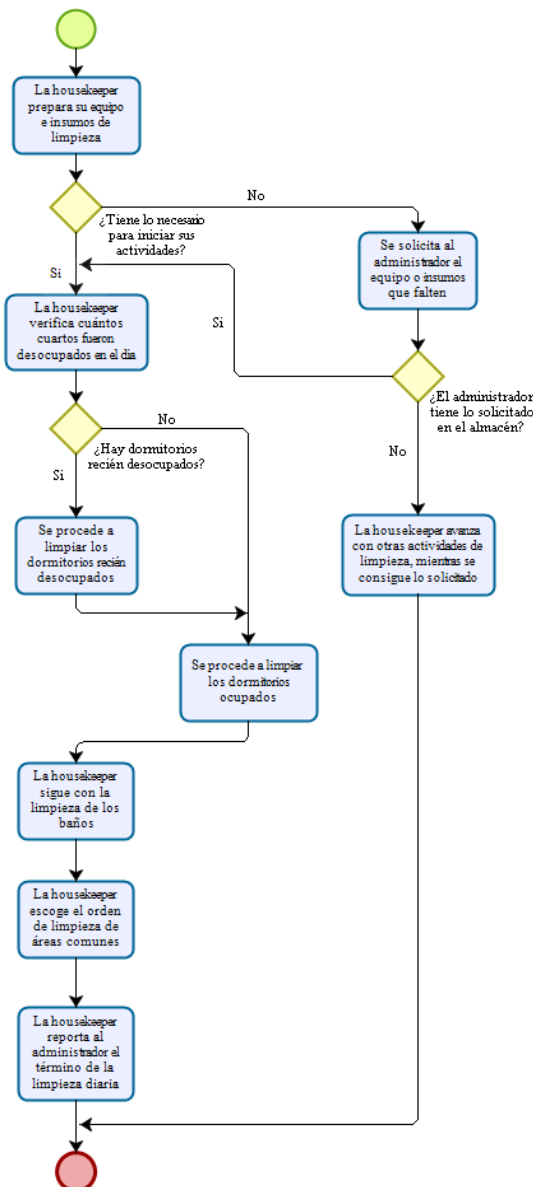 La housekeeper
prepara su equipo
e insumos de
limpieza
No
¿Tiene lo necesario
para iniciar sus
actividades?
Se solicita al
administrador el
equipo o insumos
que falten
Si
La housekeeper
verifica cuántos
cuartos fueron
desocupados en el día
Si
¿El administrador
tiene lo solicitado
en el almacén?
No
No
¿Hay dormitorios
recién desocupados?
Si
Se procede a
limpiar los
dormitorios recién
desocupados
La housekeeper avanza
con otras actividades de
limpieza, mientras se
consigue lo solicitado
Se procede a limpiar
los dormitorios
ocupados
La housekeeper
sigue con la
limpieza de los
baños
La housekeeper
escoge el orden
de limpieza de
áreas comunes
La housekeeper
reporta al
administrador el
término de la
limpieza diaria